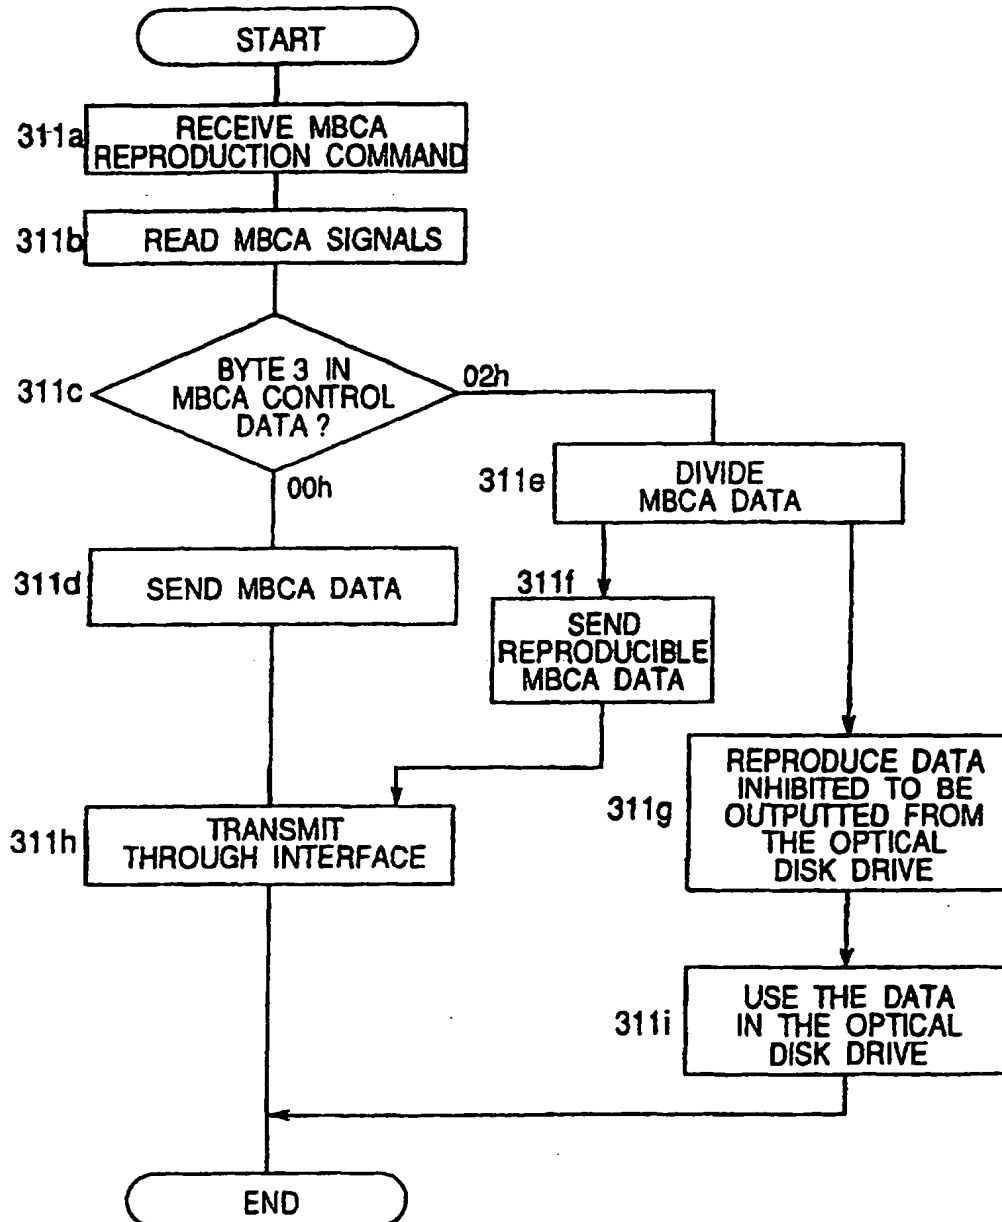 START
311a
RECEIVE MBCA
REPRODUCTION COMMAND
311b
READ MBCA SIGNALS
311c
BYTE 3 IN
MBCA CONTROL
DATA ?
02h
00h
311e
DIVIDE
MBCA DATA
311d
SEND MBCA DATA
311f
SEND
REPRODUCIBLE
MBCA DATA
311g
REPRODUCE DATA
INHIBITED TO BE
OUTPUTTED FROM
THE OPTICAL
DISK DRIVE
311h
TRANSMIT
THROUGH INTERFACE
311i
USE THE DATA
IN THE OPTICAL
DISK DRIVE
END